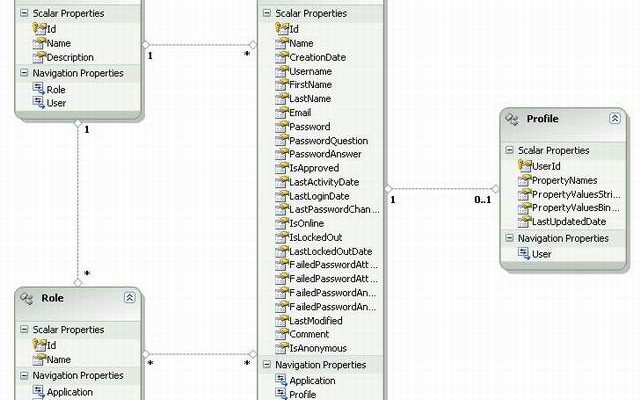 Scalar Properties
Id
Name
Description
Navigation Properties
Role
User
1
*
1
*
Scalar Properties
Id
Name
CreationDate
Username
FirstName
LastName
Email
Password
PasswordQuestion
PasswordAnswer
IsApproved
LastActivityDate
LastLoginDate
LastPasswordChan...
IsOnline
IsLockedOut
LastLockedOutDate
FailedPasswordAtt...
FailedPasswordAtt...
FailedPasswordAn...
FailedPasswordAn...
LastModified
Comment
IsAnonymous
Navigation Properties
Application
Profile
1
0..1
Profile
Scalar Properties
UserId
PropertyNames
PropertyValuesStri...
PropertyValuesBin...
LastUpdatedDate
Navigation Properties
User
Role
Scalar Properties
Id
Name
Navigation Properties
Application
*
*